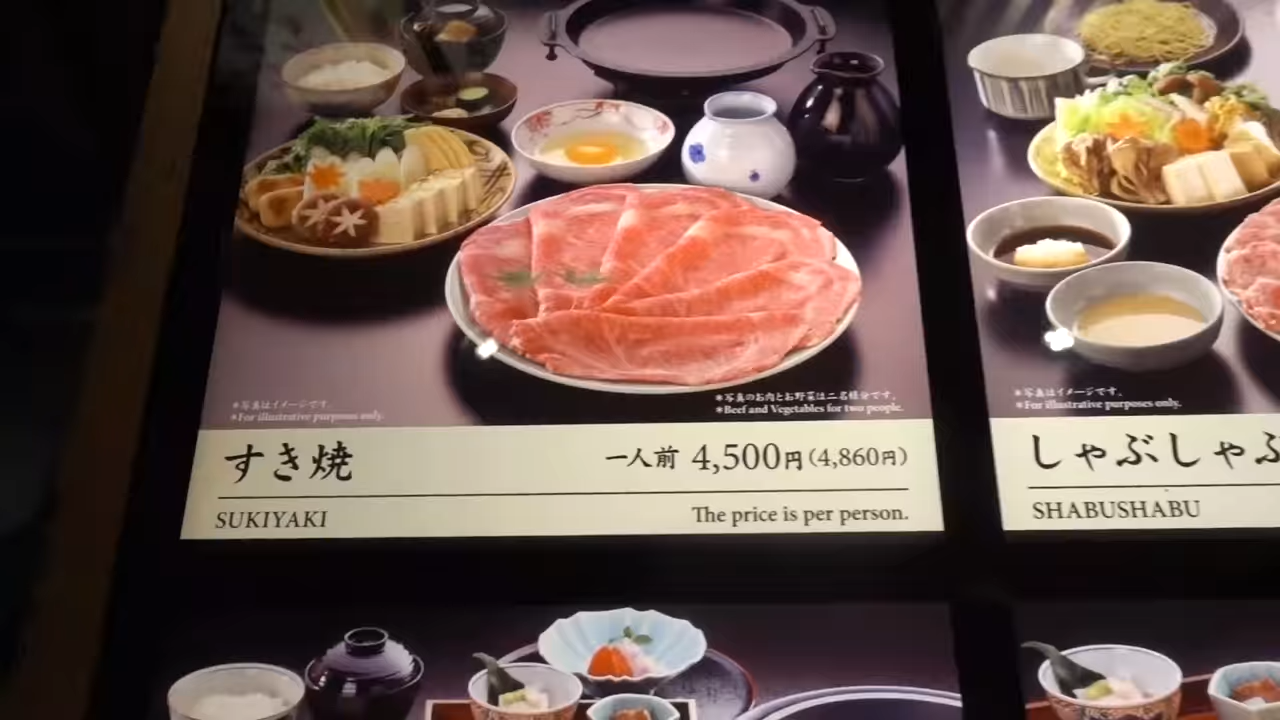 *写真はイメージです。
*For illustrative purposes only.
*写真のお肉とお野菜は二名様分です。
*Beef and Vegetables for two people.
すき焼
一人前 4,500円(4,860円)
SUKIYAKI
The price is per person.
*写真はイメージです。
*For illustrative purposes only.
しゃぶしゃぶ
SHABUSHABU